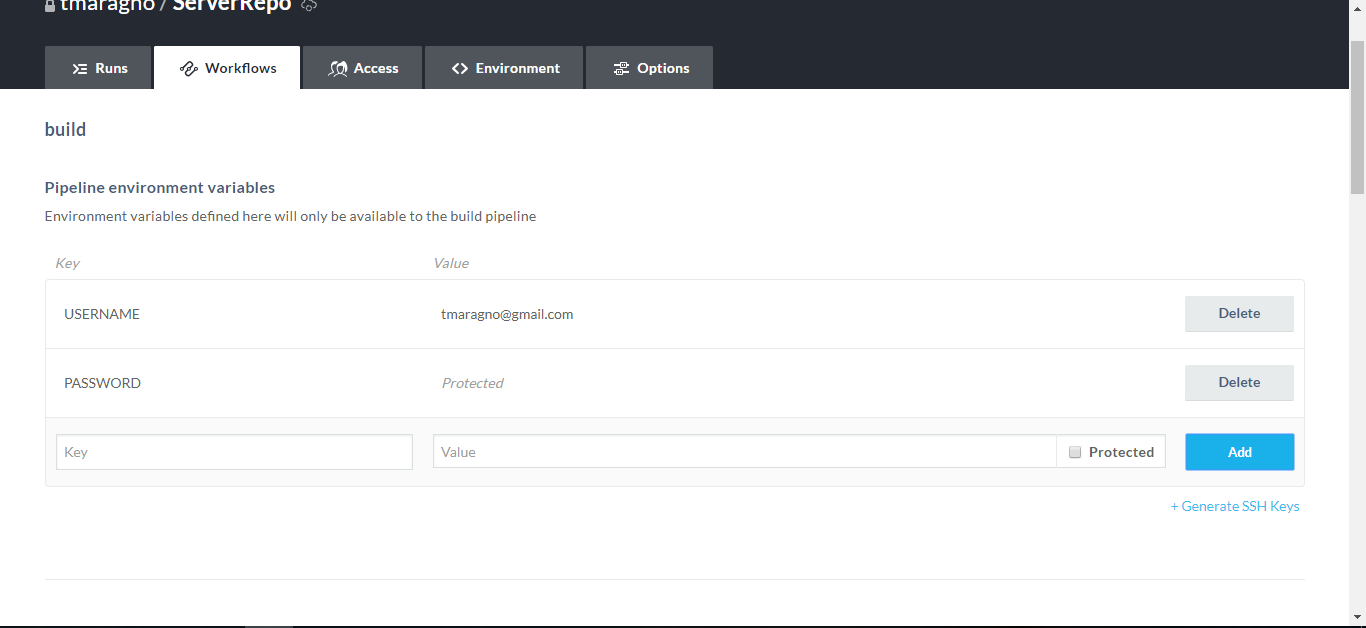 tmaragno / ServerRepo
Runs Workflows Access Environment Options
build
Pipeline environment variables
Environment variables defined here will only be available to the build pipeline
Key Value
USERNAME tmaragno@gmail.com Delete
PASSWORD Protected Delete
Key Value Protected Add
+ Generate SSH Keys